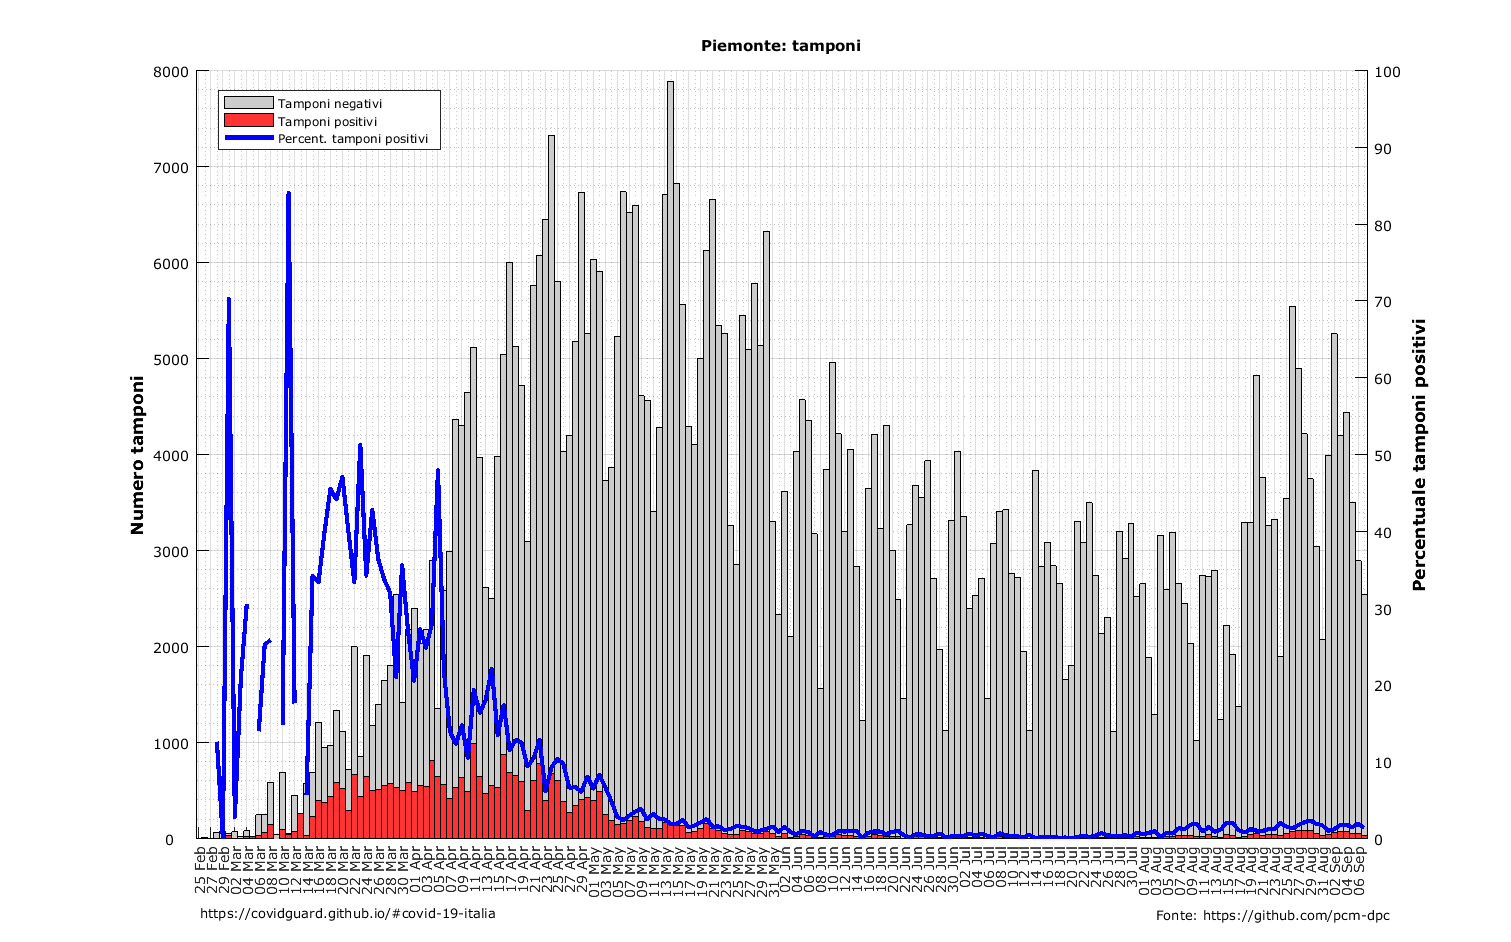 Piemonte: tamponi
Tamponi negativi
Tamponi positivi
Percent. tamponi positivi
Numero tamponi
8000
7000
6000
5000
4000
3000
2000
1000
0
Percentuale tamponi positivi
100
90
80
70
60
50
40
30
20
10
0
25 Feb
27 Feb
29 Feb
02 Mar
04 Mar
06 Mar
08 Mar
10 Mar
12 Mar
14 Mar
16 Mar
18 Mar
20 Mar
22 Mar
24 Mar
26 Mar
28 Mar
30 Mar
01 Apr
03 Apr
05 Apr
07 Apr
09 Apr
11 Apr
13 Apr
15 Apr
17 Apr
19 Apr
21 Apr
23 Apr
25 Apr
27 Apr
29 Apr
01 May
03 May
05 May
07 May
09 May
11 May
13 May
15 May
17 May
19 May
21 May
23 May
25 May
27 May
29 May
31 May
02 Jun
04 Jun
06 Jun
08 Jun
10 Jun
12 Jun
14 Jun
16 Jun
18 Jun
20 Jun
22 Jun
24 Jun
26 Jun
28 Jun
30 Jun
02 Jul
04 Jul
06 Jul
08 Jul
10 Jul
12 Jul
14 Jul
16 Jul
18 Jul
20 Jul
22 Jul
24 Jul
26 Jul
28 Jul
30 Jul
01 Aug
03 Aug
05 Aug
07 Aug
09 Aug
11 Aug
13 Aug
15 Aug
17 Aug
19 Aug
21 Aug
23 Aug
25 Aug
27 Aug
29 Aug
31 Aug
02 Sep
04 Sep
06 Sep
https://covidguard.github.io/#covid-19-italia
Fonte: https://github.com/pcm-dpc